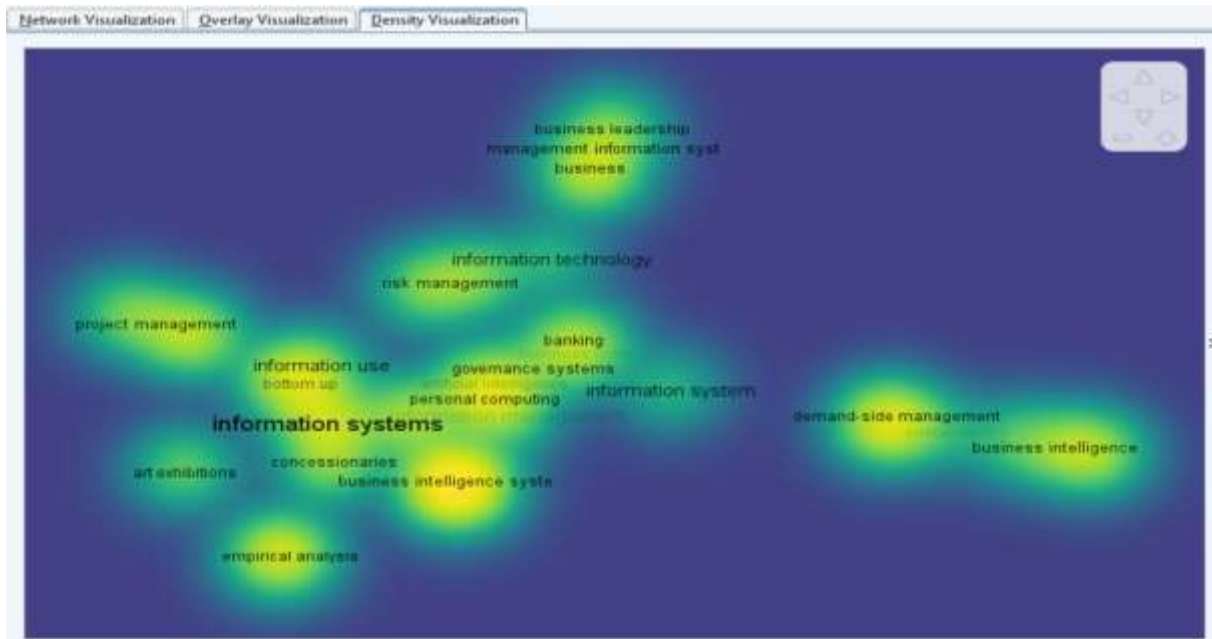 Network Visualization
Overlay Visualization
Density Visualization
business leadership
management information syst
business
information technology
risk management
project management
banking
information use
governance systems
bottom up
artificial intelligence
information system
personal computing
information systems
demand-side management
business intelligence
concessionaries
art exhibitions
business intelligence syste
empirical analysis